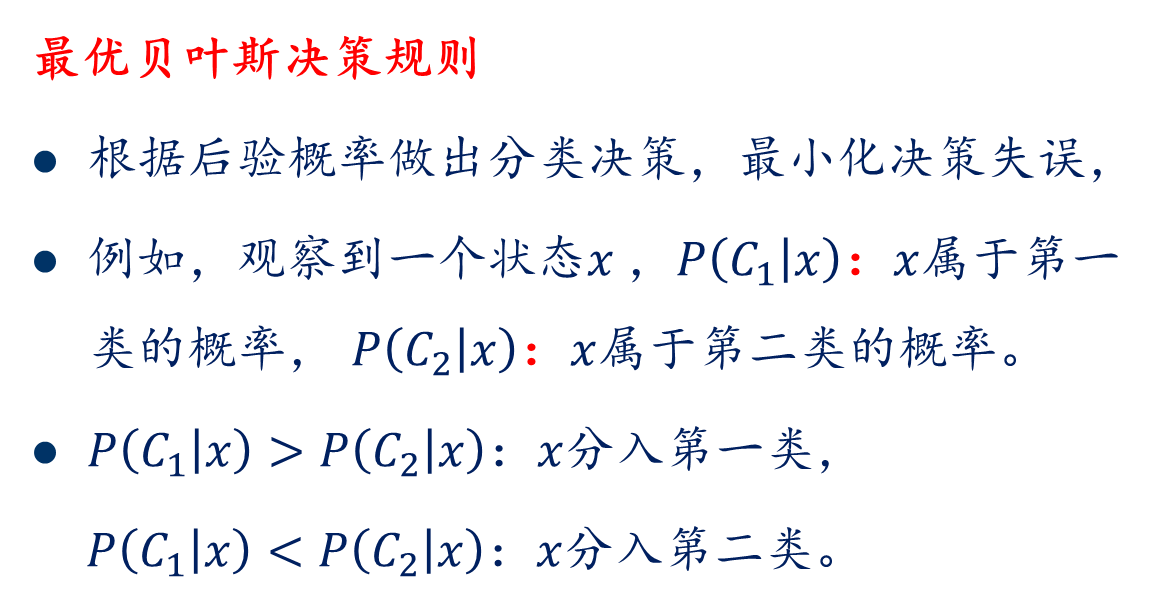 最优贝叶斯决策规则
● 根据后验概率做出分类决策，最小化决策失误，
● 例如，观察到一个状态x ，P(C₁|x)：x属于第一
类的概率， P(C₂|x)：x属于第二类的概率。
● P(C₁|x) > P(C₂|x)：x分入第一类，
P(C₁|x) < P(C₂|x)：x分入第二类。